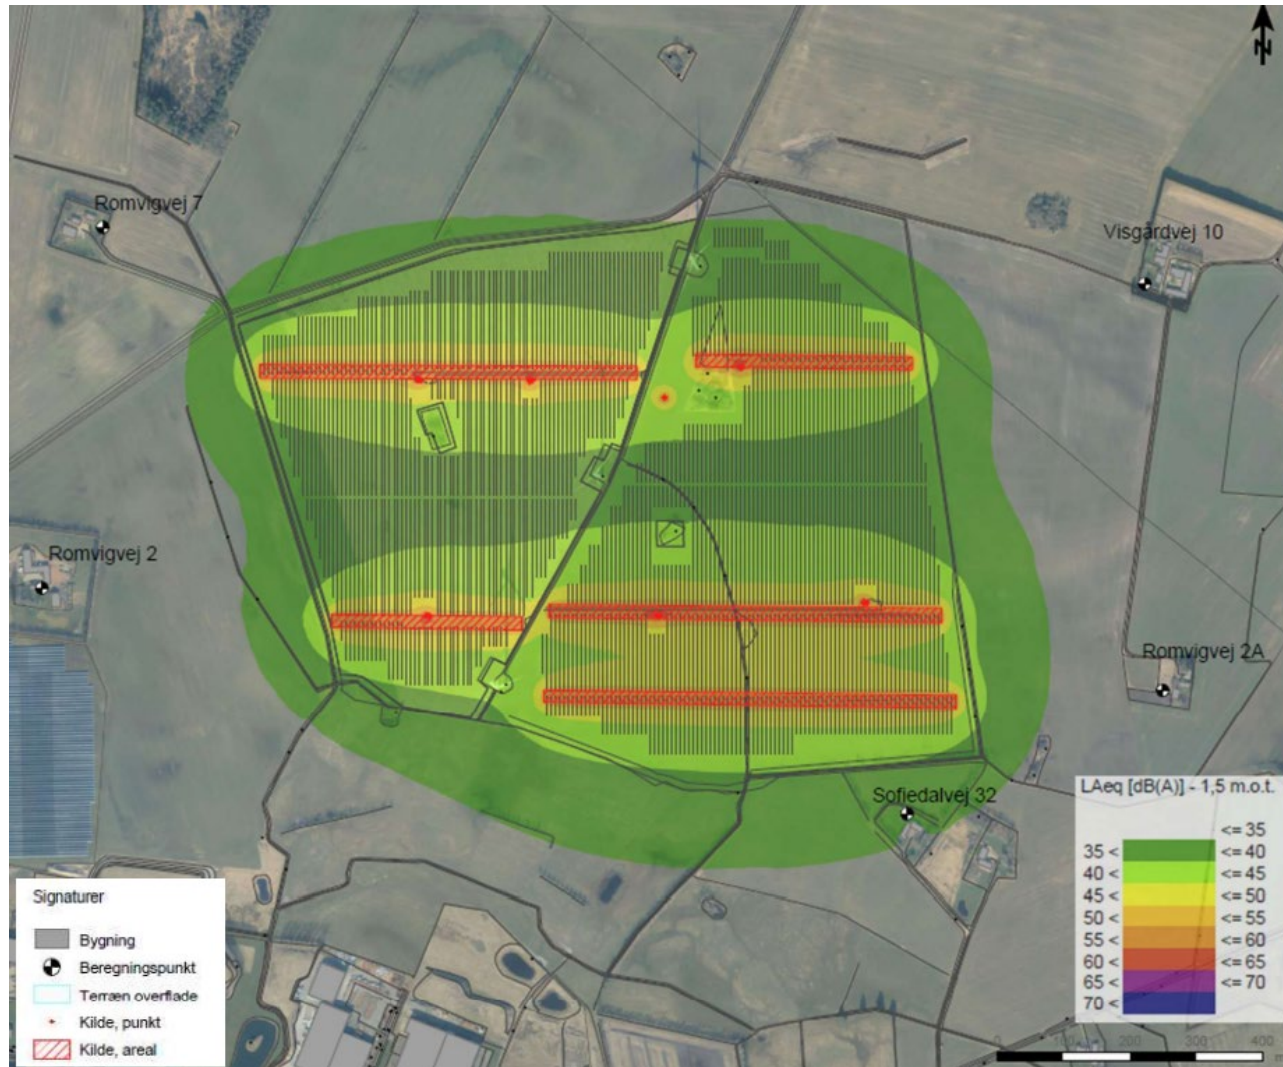 N
Romvigvej 7
Visgårdvej 10
Romvigvej 2
Romvigvej 2A
Sofiedalvej 32
LAeq [dB(A)] - 1,5 m.o.t.
<= 35
35 < <= 40
40 < <= 45
45 < <= 50
50 < <= 55
55 < <= 60
60 < <= 65
65 < <= 70
70 <
Signaturer
Bygning
Beregningspunkt
Terræn overflade
Kilde, punkt
Kilde, areal
0 100 200 300 400
m